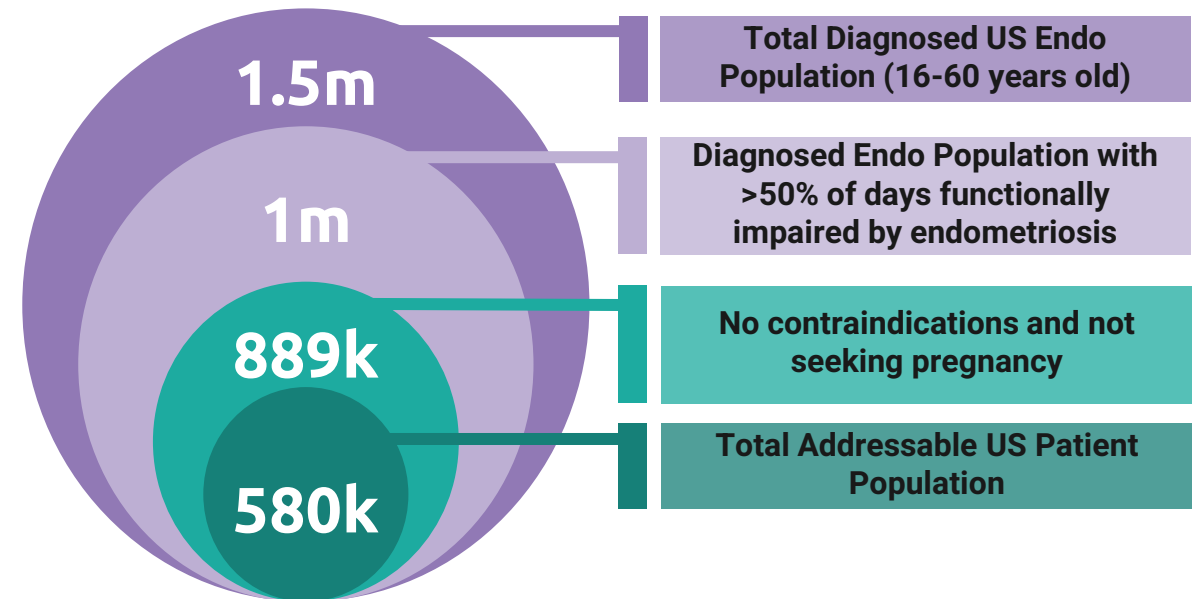 1.5m
Total Diagnosed US Endo
Population (16-60 years old)
1m
Diagnosed Endo Population with
>50% of days functionally
impaired by endometriosis
889k
No contraindications and not
seeking pregnancy
580k
Total Addressable US Patient
Population